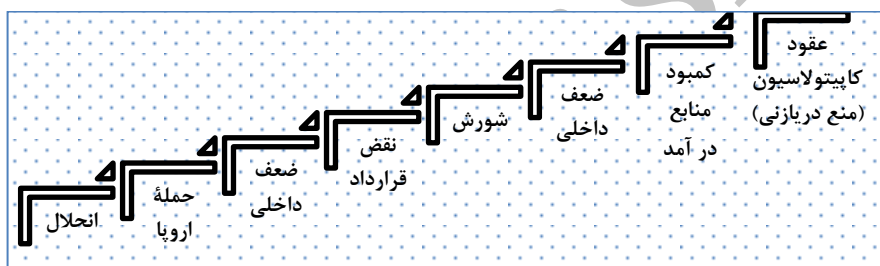 عقود
کاپیتولاسیون
(منع دریازنی)
کمبود
منابع
در آمد
ضعف
داخلی
شورش
نقض
قرارداد
ضعف
داخلی
حملهٔ
اروپا
انحلال